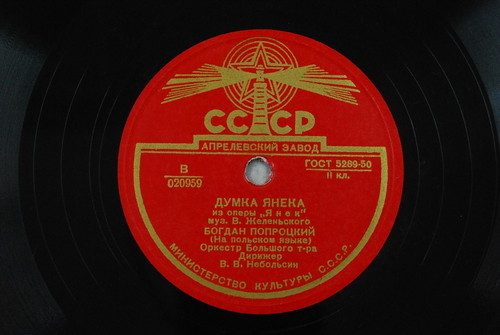 СССР
АПРЕЛЕВСКИЙ ЗАВОД
В
020959
ГОСТ 5289-50
II кл.
ДУМКА ЯНЕКА
из оперы „Янек"
муз. В. Желеньского
БОГДАН ПОПРОЦКИЙ
(На польском языке)
Оркестр Большого т-ра
Дирижер
В. В. Небольсин
МИНИСТЕРСТВО КУЛЬТУРЫ С.С.С.Р.